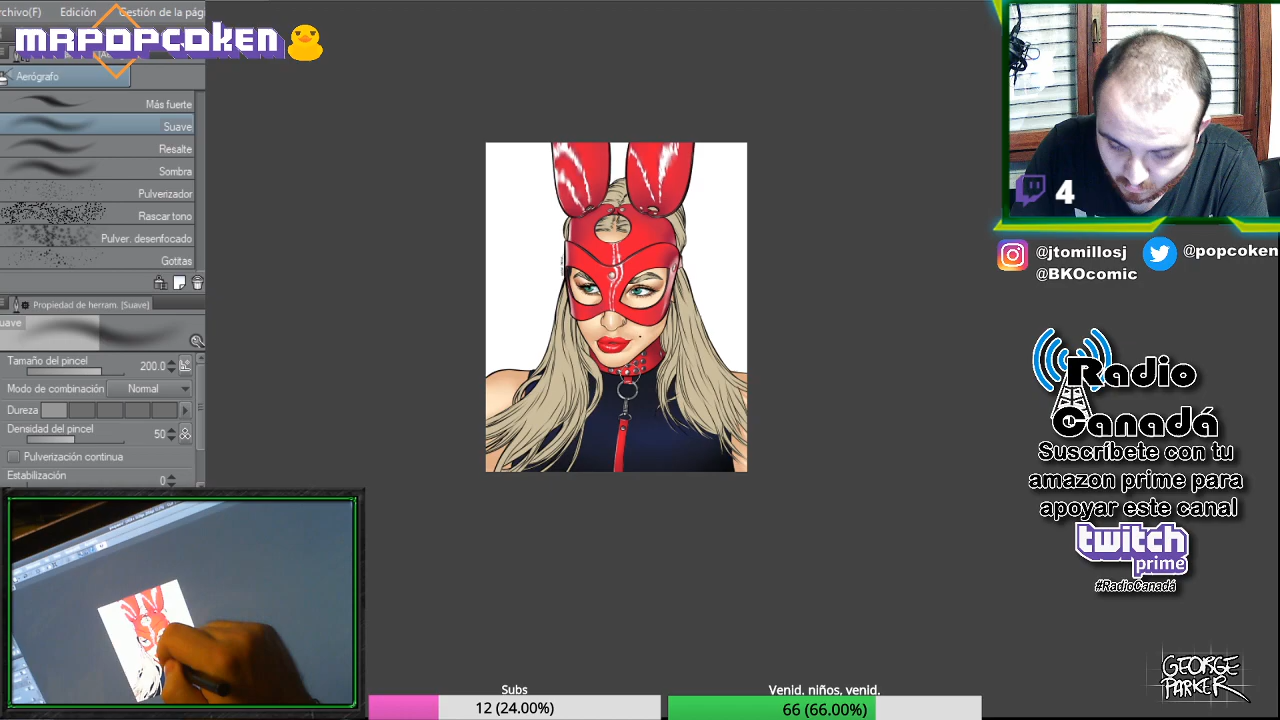 rchivo(F) Edición Gestión de la pág
MRPOPCOKEN
Aerógrafo
Más fuerte
Suave
Resalte
Sombra
Pulverizador
Rascar tono
Pulver. desenfocado
Gotitas
Propiedad de herram. [Suave]
uave
Tamaño del pincel 200.0
Modo de combinación Normal
Dureza
Densidad del pincel 50
Pulverización continua
Estabilización 0
4
@jtomillosj @popcoken
@BKOcomic
Radio
Canadá
Suscríbete con tu
amazon prime para
apoyar este canal
twitch
prime
#RadioCanadá
GEORGE
PARKER
Subs
12 (24.00%)
Venid. niños, venid.
66 (66.00%)